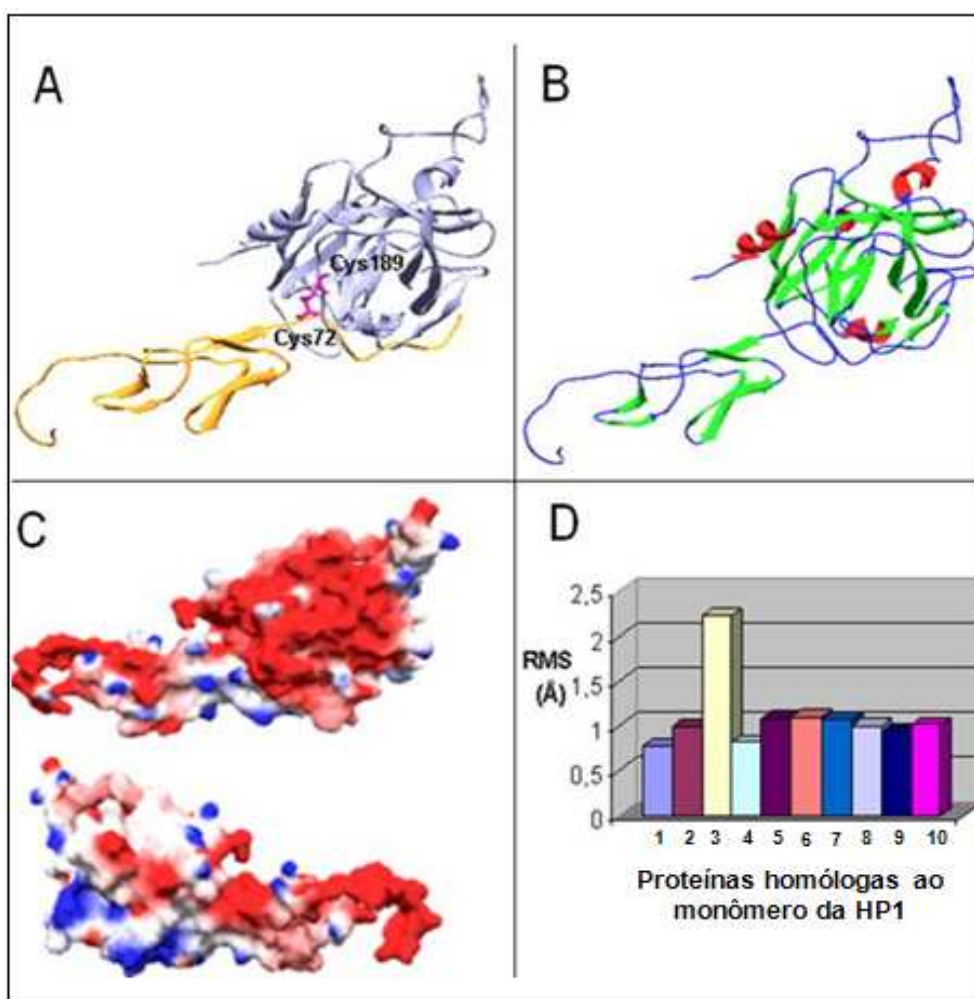 A
Cys189
Cys72
B
C
D
2,5
2
1,5
1
0,5
0
RMS
(Å)
1 2 3 4 5 6 7 8 9 10
Proteínas homólogas ao
monômero da HP1